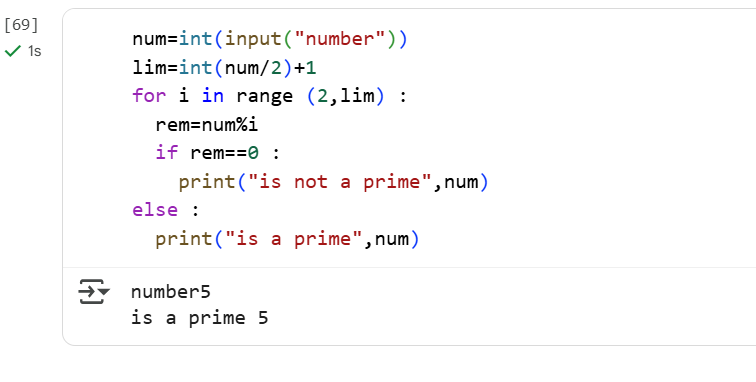 [69]
1s
num=int(input("number"))
lim=int(num/2)+1
for i in range (2,lim) :
  rem=num%i
  if rem==0 :
    print("is not a prime",num)
else :
  print("is a prime",num)
number5
is a prime 5